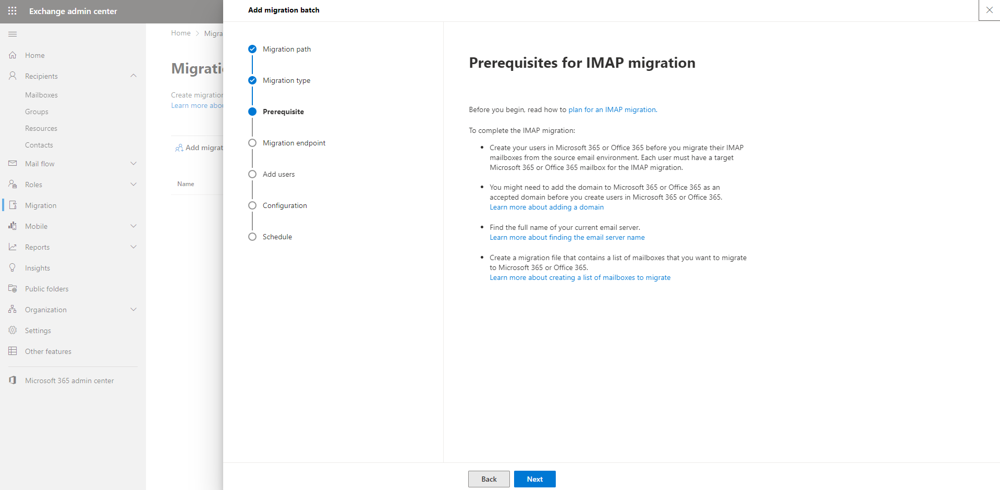 Exchange admin center
Home
Recipients
Mailboxes
Groups
Resources
Contacts
Mail flow
Roles
Migration
Mobile
Reports
Insights
Public folders
Organization
Settings
Other features
Microsoft 365 admin center
Home > Migra
Migrati
Create migration
Learn more abou
Add migrat
Name
Add migration batch
Migration path
Migration type
Prerequisite
Migration endpoint
Add users
Configuration
Schedule
Prerequisites for IMAP migration
Before you begin, read how to plan for an IMAP migration.
To complete the IMAP migration:
• Create your users in Microsoft 365 or Office 365 before you migrate their IMAP
mailboxes from the source email environment. Each user must have a target
Microsoft 365 or Office 365 mailbox for the IMAP migration.
• You might need to add the domain to Microsoft 365 or Office 365 as an
accepted domain before you create users in Microsoft 365 or Office 365.
Learn more about adding a domain
• Find the full name of your current email server.
Learn more about finding the email server name
• Create a migration file that contains a list of mailboxes that you want to migrate
to Microsoft 365 or Office 365.
Learn more about creating a list of mailboxes to migrate
Back
Next